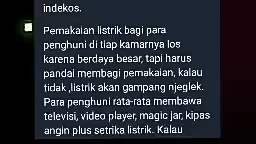 indekos.
Pemakaian listrik bagi para
penghuni di tiap kamarnya los
karena berdaya besar, tapi harus
pandai membagi pemakaian, kalau
tidak ,listrik akan gampang njeglek.
Para penghuni rata-rata membawa
televisi, video player, magic jar, kipas
angin plus setrika listrik. Kalau